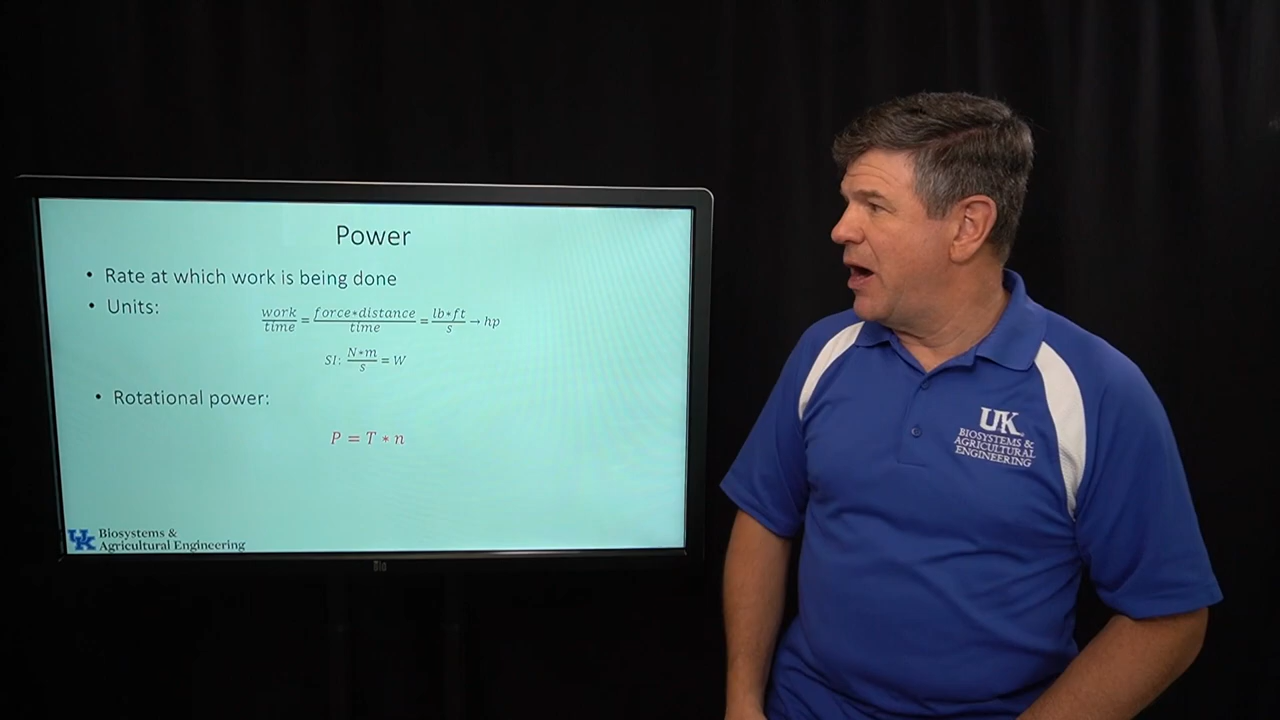 Power
• Rate at which work is being done
• Units:
work/time = force*distance/time = lb*ft/s → hp
SI: N*m/s = W
• Rotational power:
P = T * n
UK Biosystems &
Agricultural Engineering
UK
BIOSYSTEMS &
AGRICULTURAL
ENGINEERING
Elo